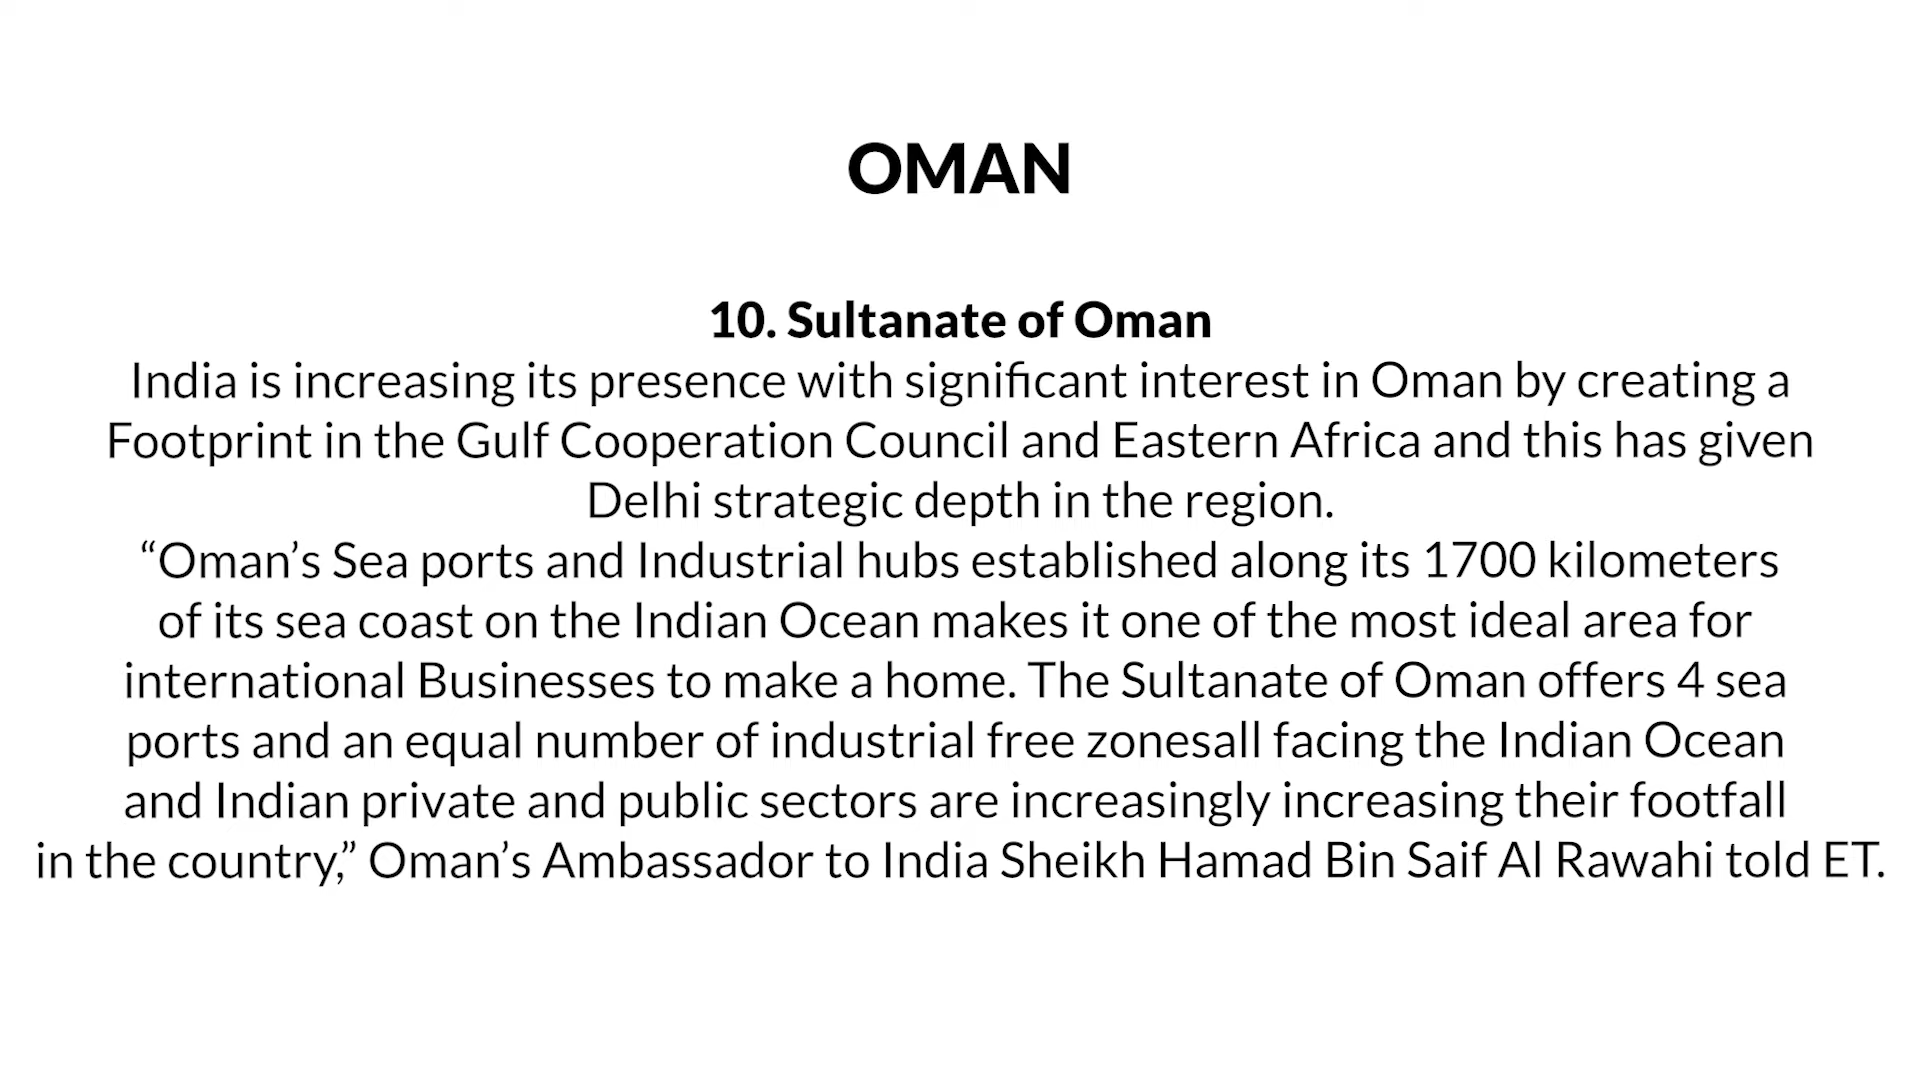 OMAN
10. Sultanate of Oman
India is increasing its presence with significant interest in Oman by creating a
Footprint in the Gulf Cooperation Council and Eastern Africa and this has given
Delhi strategic depth in the region.
“Oman’s Sea ports and Industrial hubs established along its 1700 kilometers
of its sea coast on the Indian Ocean makes it one of the most ideal area for
international Businesses to make a home. The Sultanate of Oman offers 4 sea
ports and an equal number of industrial free zonesall facing the Indian Ocean
and Indian private and public sectors are increasingly increasing their footfall
in the country,” Oman’s Ambassador to India Sheikh Hamad Bin Saif Al Rawahi told ET.